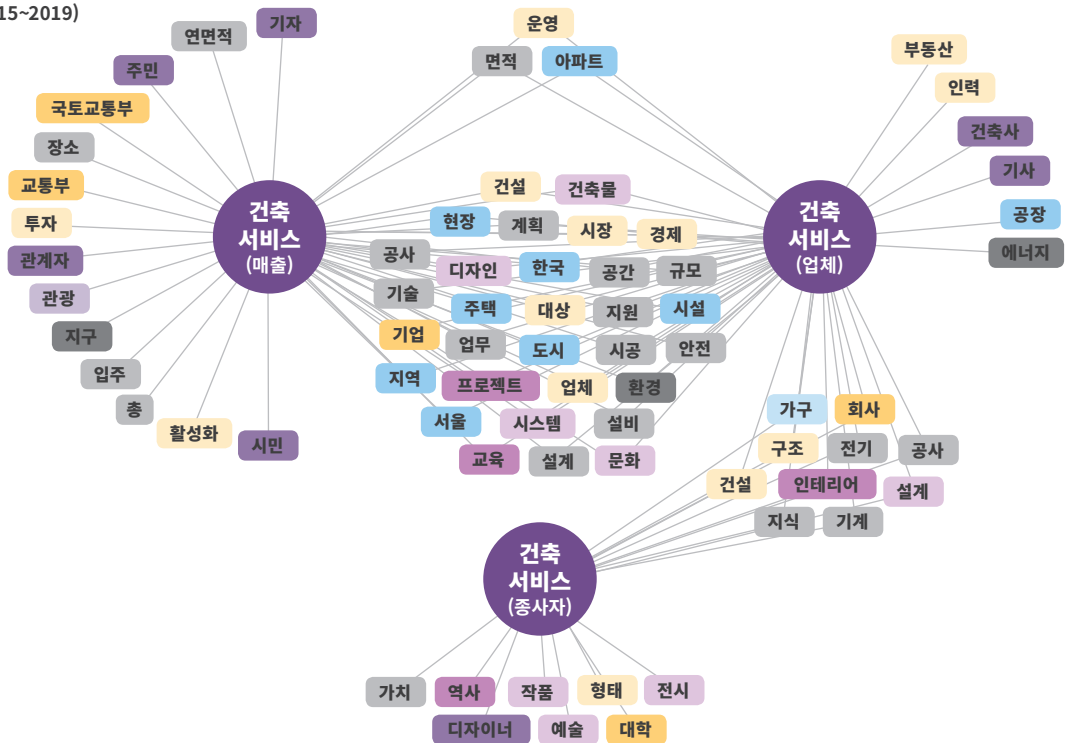 15~2019)
기자
운영
연면적
부동산
면적
아파트
주민
인력
국토교통부
건축사
장소
기사
교통부
건설
건축물
건축
서비스
(매출)
건축
서비스
(업체)
투자
현장
계획
시장
경제
공장
공사
디자인
한국
공간
규모
에너지
관계자
기술
주택
대상
지원
시설
관광
기업
업무
도시
시공
안전
지구
지역
프로젝트
업체
환경
입주
총
서울
시스템
설비
가구
회사
활성화
시민
교육
설계
문화
구조
전기
공사
건설
인테리어
설계
지식
기계
건축
서비스
(종사자)
가치
역사
작품
형태
전시
디자이너
예술
대학